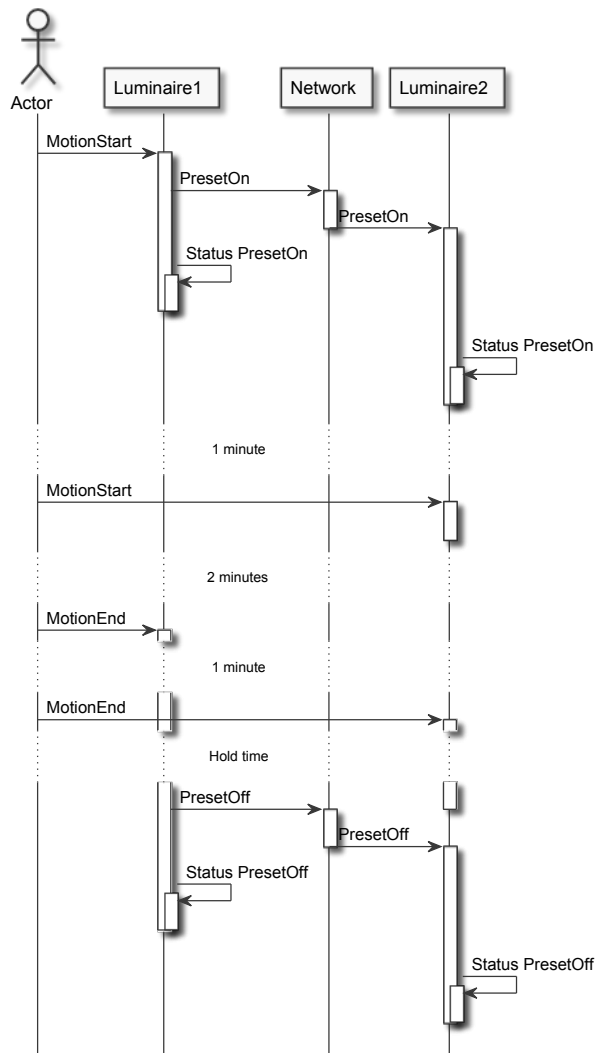 Actor
Luminaire1
Network
Luminaire2
MotionStart
PresetOn
PresetOn
Status PresetOn
Status PresetOn
1 minute
MotionStart
2 minutes
MotionEnd
1 minute
MotionEnd
Hold time
PresetOff
PresetOff
Status PresetOff
Status PresetOff